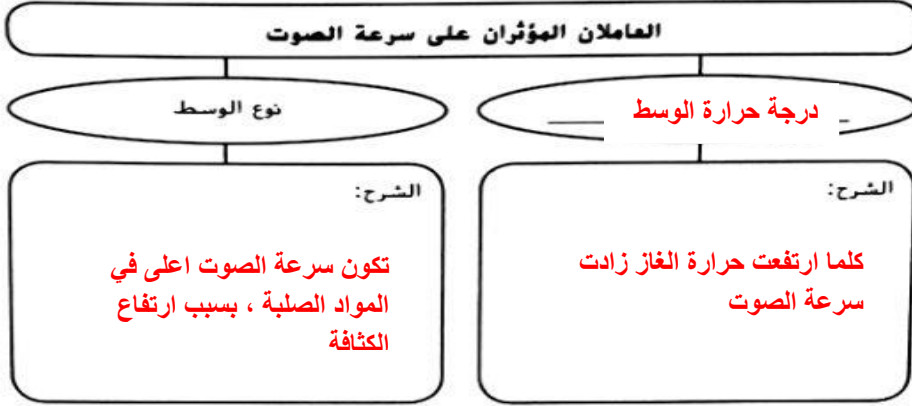 العاملان المؤثران على سرعة الصوت
درجة حرارة الوسط
الشرح:
كلما ارتفعت حرارة الغاز زادت
سرعة الصوت
نوع الوسط
الشرح:
تكون سرعة الصوت اعلى في
المواد الصلبة ، بسبب ارتفاع
الكثافة